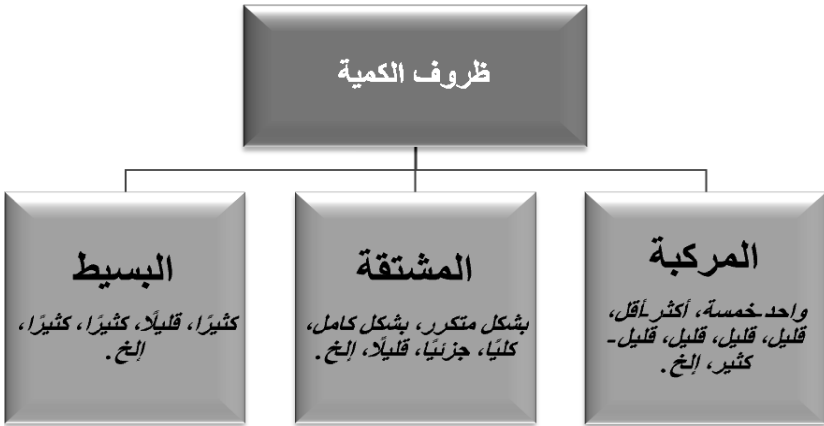 ظروف الكمية
المركبة
واحد-خمسة، أكثر-أقل،
قليل، قليل، قليل، قليل-
كثير، إلخ.
المشتقة
بشكل متكرر، بشكل كامل،
كليًا، جزئيًا، قليلًا، إلخ.
البسيط
كثيرًا، قليلًا، كثيرًا، كثيرًا،
إلخ.